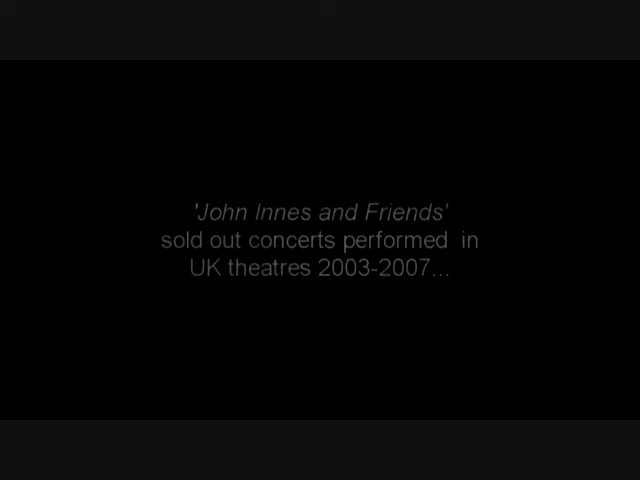 'John Innes and Friends'
sold out concerts performed in
UK theatres 2003-2007...